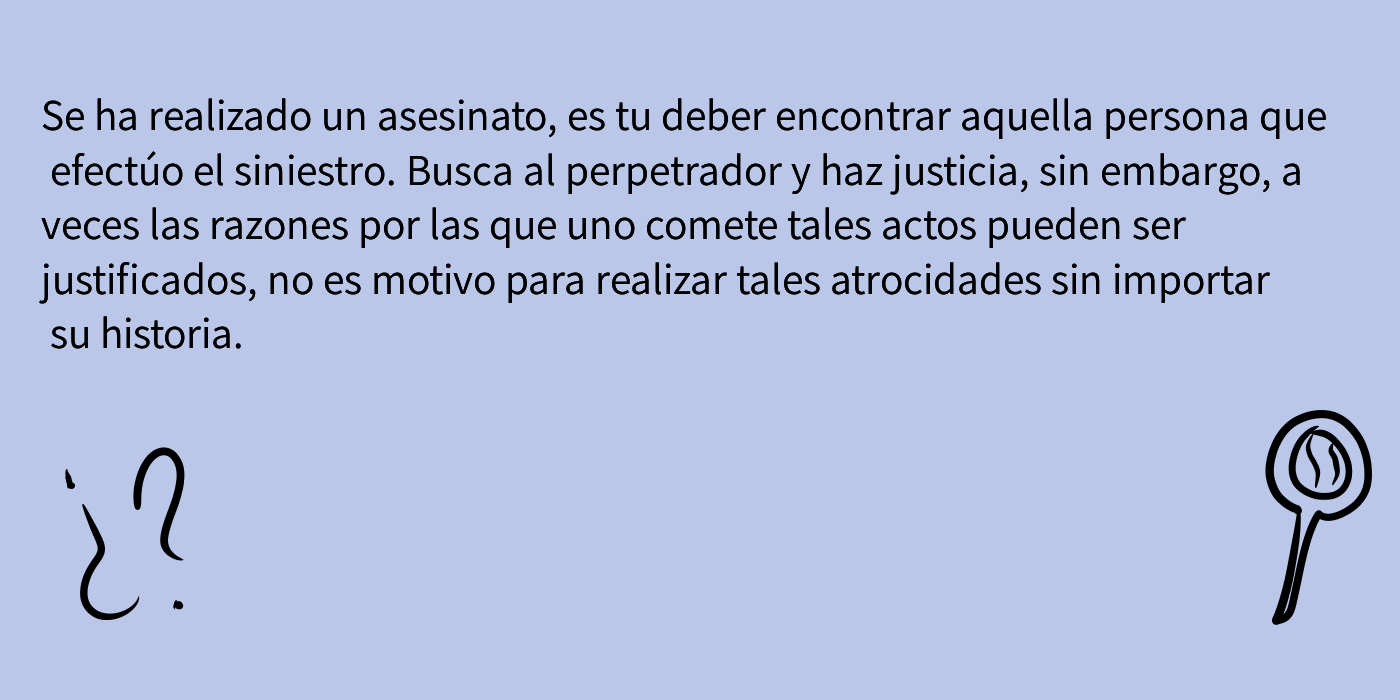 Se ha realizado un asesinato, es tu deber encontrar aquella persona que
efectúo el siniestro. Busca al perpetrador y haz justicia, sin embargo, a
veces las razones por las que uno comete tales actos pueden ser
justificados, no es motivo para realizar tales atrocidades sin importar
su historia.
¿?